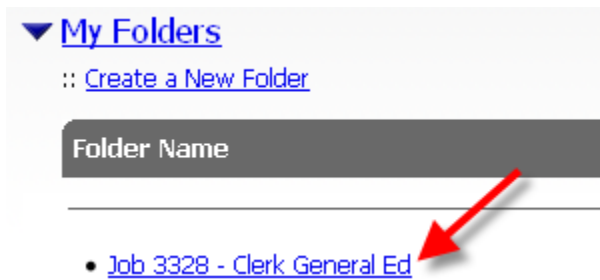 My Folders
:: Create a New Folder
Folder Name
• Job 3328 - Clerk General Ed